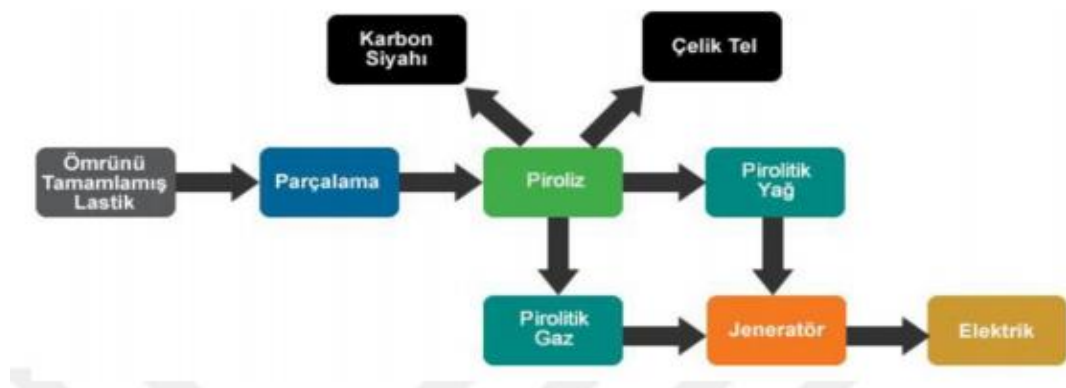 Karbon
Siyahı
Çelik Tel
Ömrünü
Tamamlamış
Lastik
Parçalama
Piroliz
Pirolitik
Yağ
Pirolitik
Gaz
Jeneratör
Elektrik